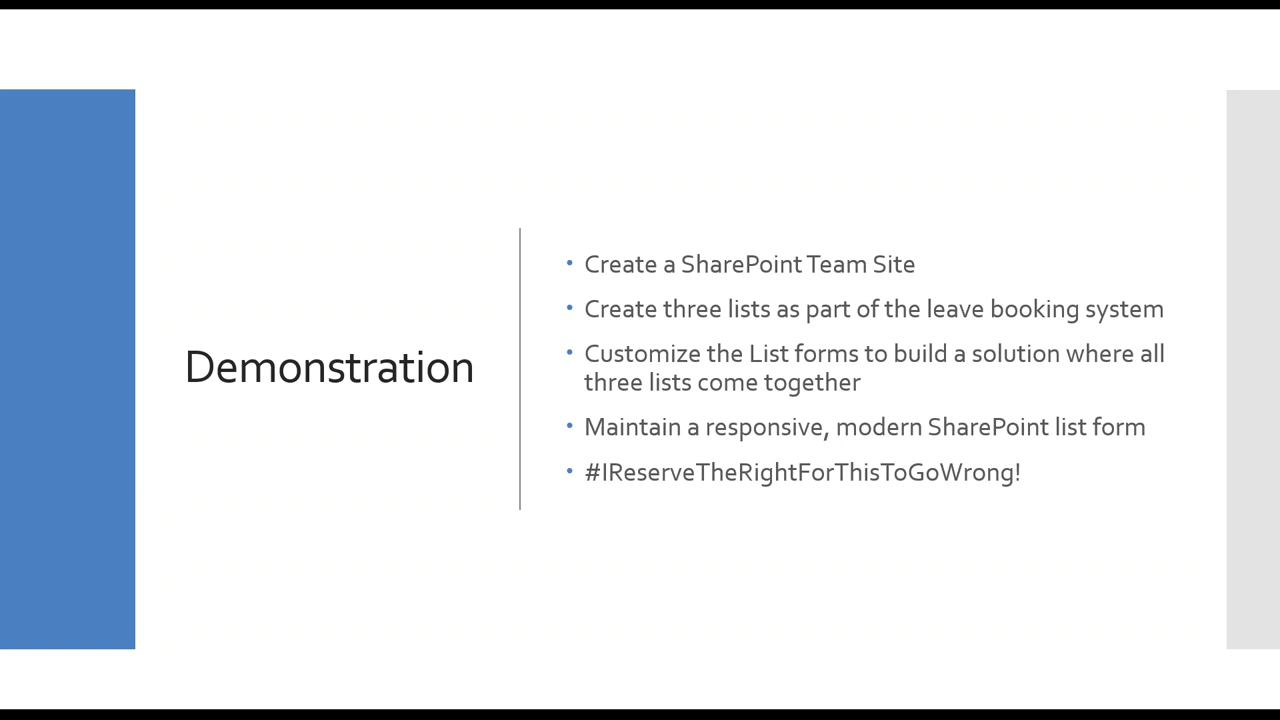 Demonstration
• Create a SharePoint Team Site
• Create three lists as part of the leave booking system
• Customize the List forms to build a solution where all
three lists come together
• Maintain a responsive, modern SharePoint list form
• #IReserveTheRightForThisToGoWrong!